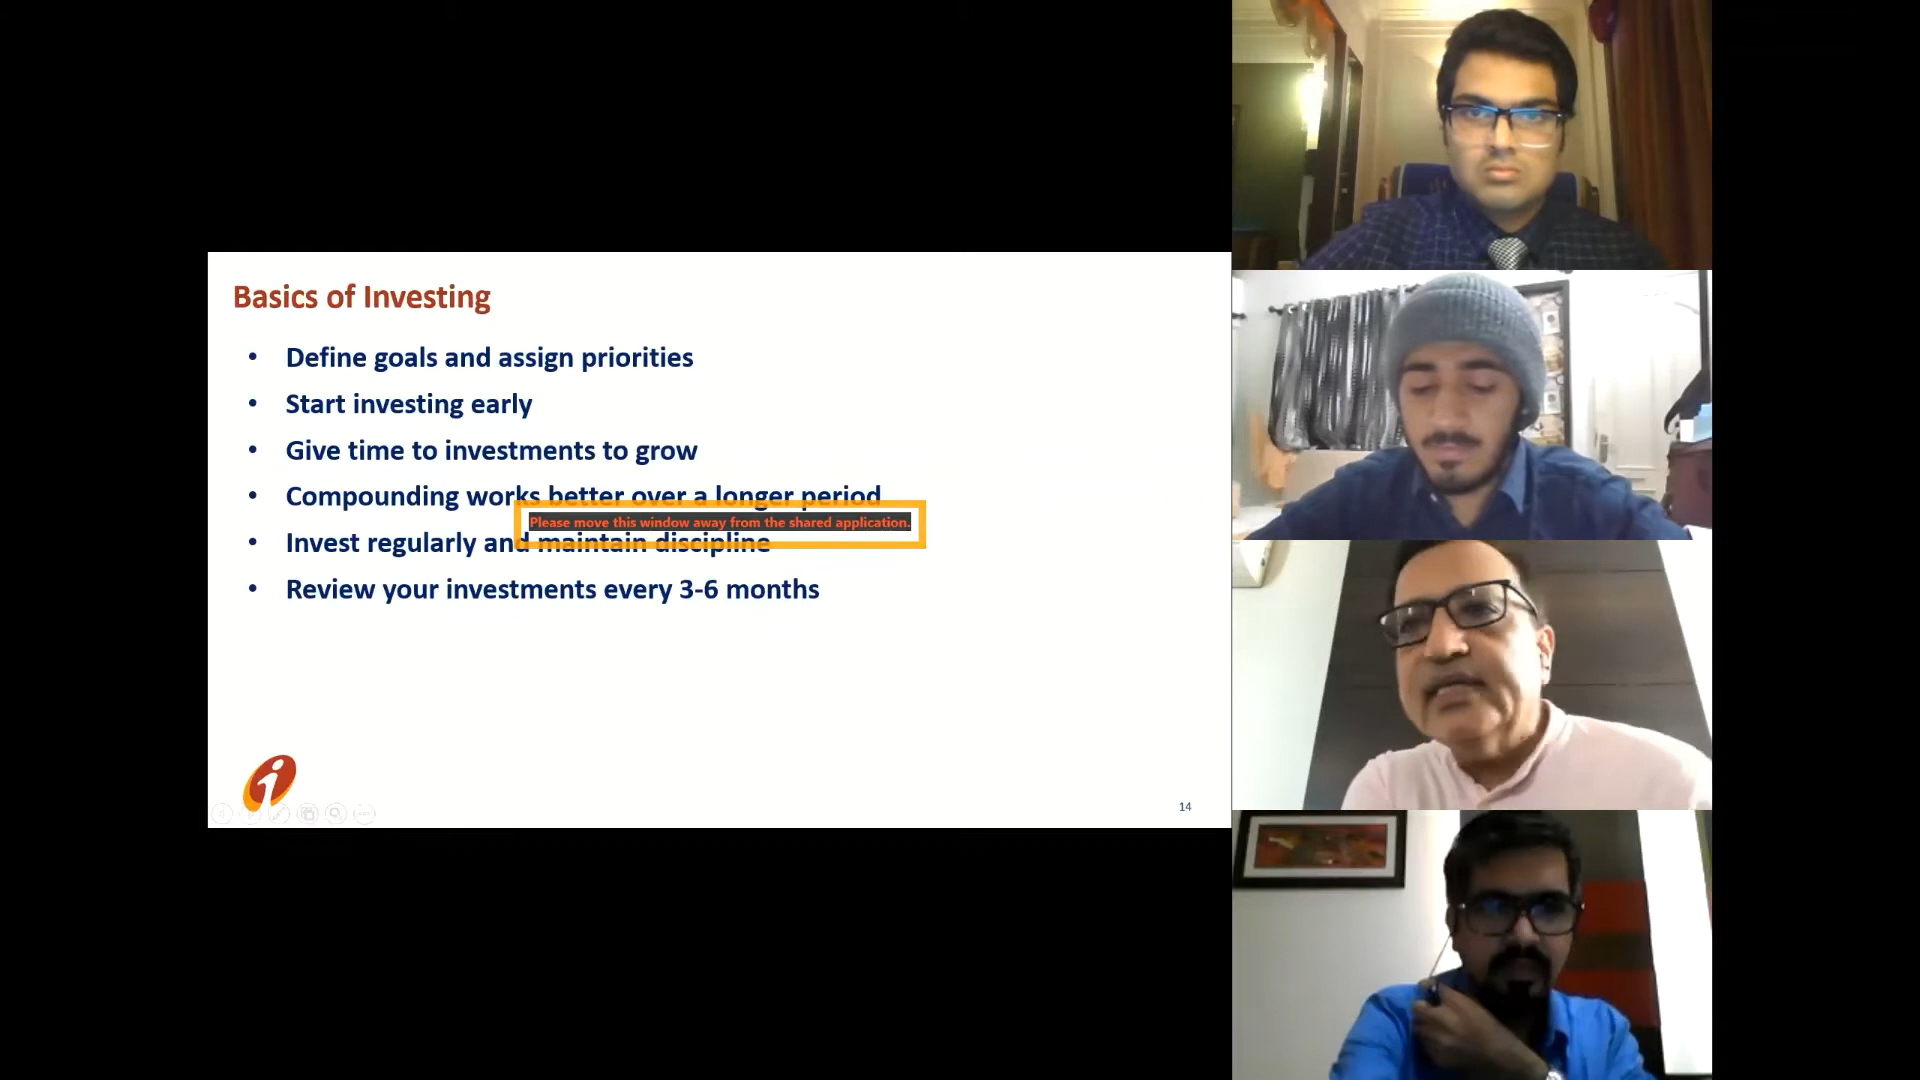 Basics of Investing
• Define goals and assign priorities
• Start investing early
• Give time to investments to grow
• Compounding works better over a longer period
Please move this window away from the shared application.
• Invest regularly and maintain discipline
• Review your investments every 3-6 months
i
14